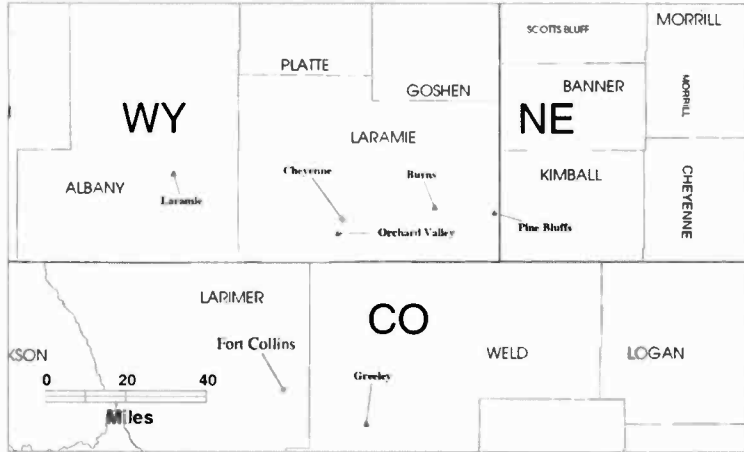 SCOTTS BLUFF
MORRILL
PLATTE
GOSHEN
BANNER
MORRILL
WY
NE
LARAMIE
Cheyenne
Burns
KIMBALL
CHEYENNE
ALBANY
Laramie
Orchard Valley
Pine Bluffs
LARIMER
CO
Fort Collins
KSON
WELD
LOGAN
0 20 40
Greeley
Miles